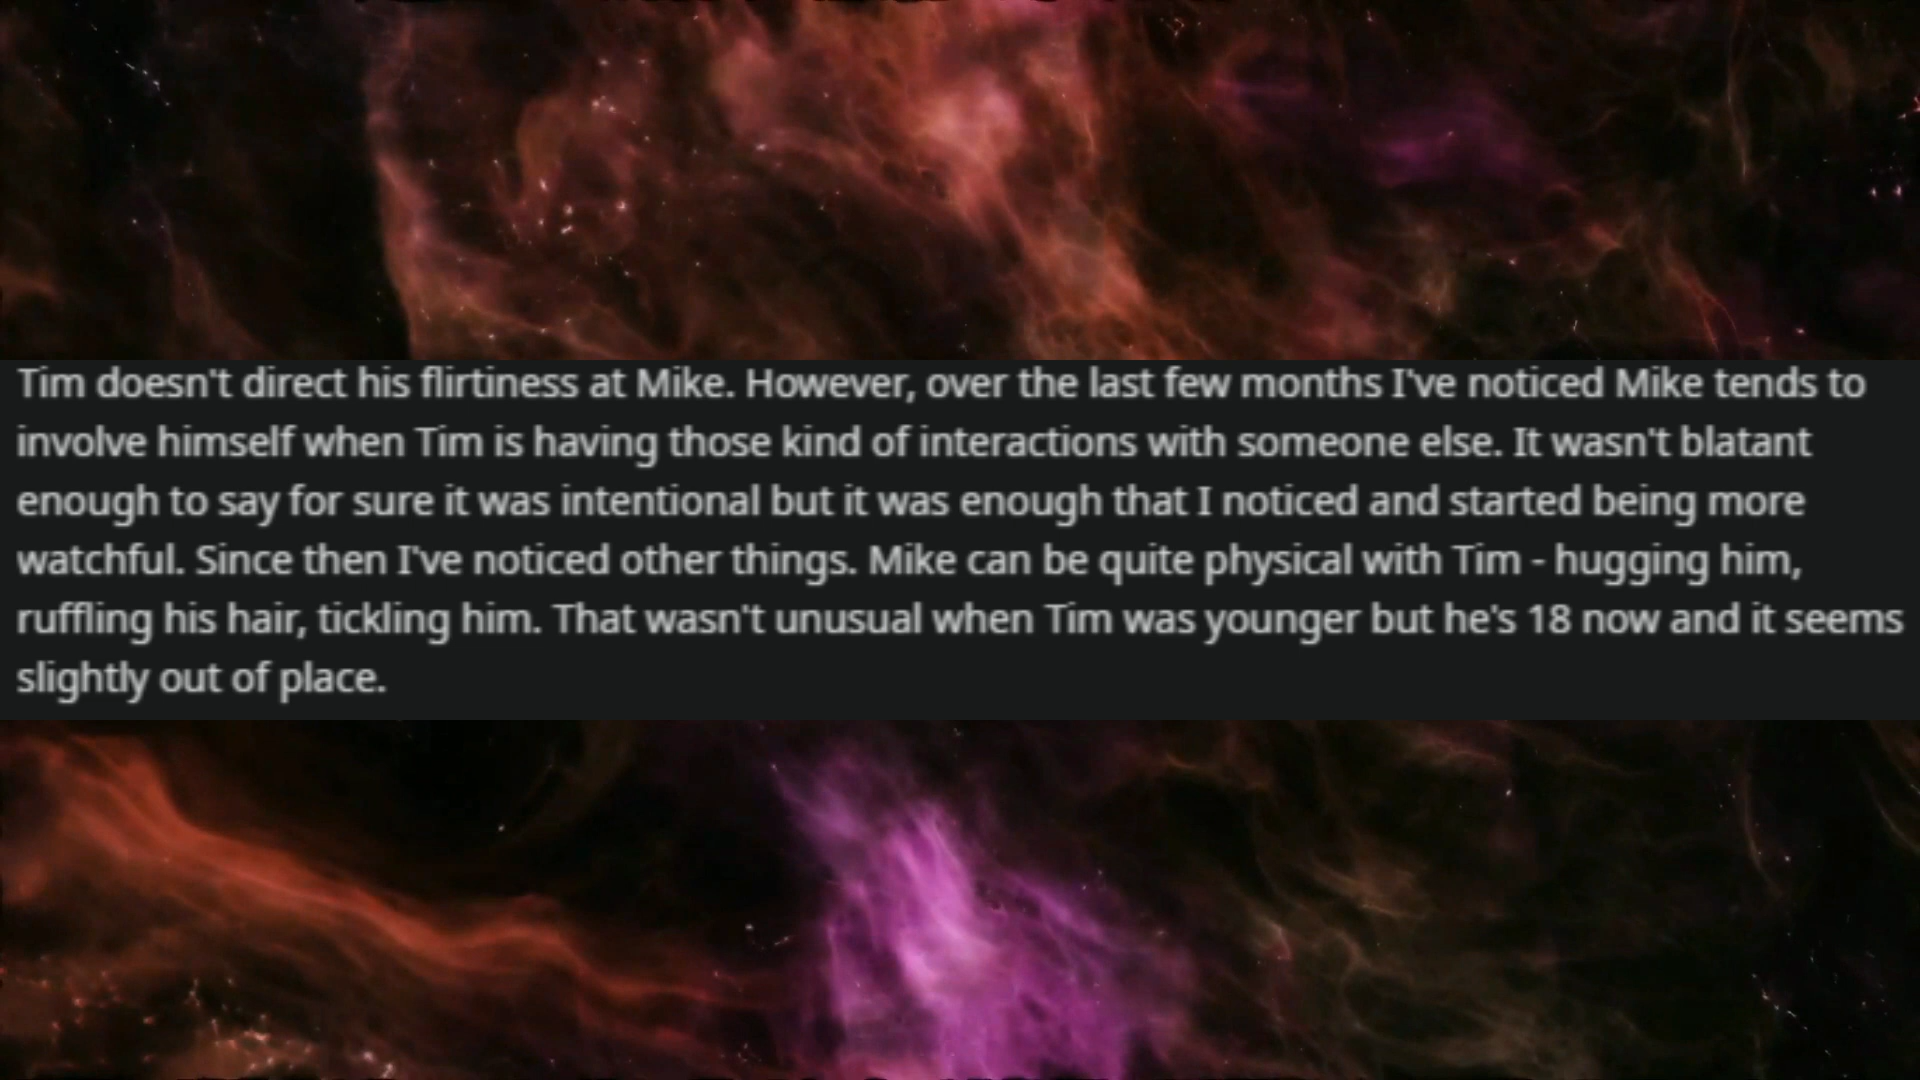 Tim doesn't direct his flirtiness at Mike. However, over the last few months I've noticed Mike tends to
involve himself when Tim is having those kind of interactions with someone else. It wasn't blatant
enough to say for sure it was intentional but it was enough that I noticed and started being more
watchful. Since then I've noticed other things. Mike can be quite physical with Tim - hugging him,
ruffling his hair, tickling him. That wasn't unusual when Tim was younger but he's 18 now and it seems
slightly out of place.